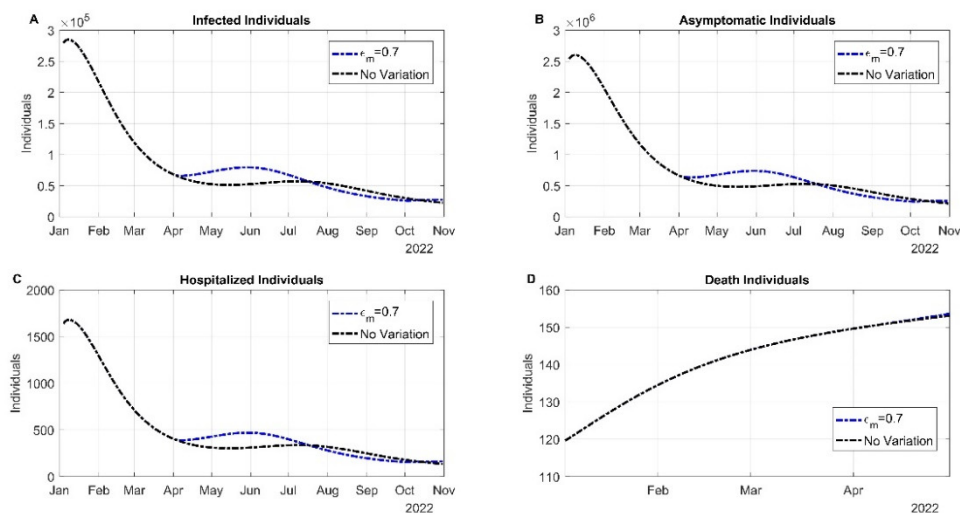 A
Infected Individuals
3 ×10⁵
2.5
2
1.5
1
0.5
0
Individuals
ϵm=0.7
No Variation
Jan Feb Mar Apr May Jun Jul Aug Sep Oct Nov
2022
B
Asymptomatic Individuals
3 ×10⁶
2.5
2
1.5
1
0.5
0
Individuals
ϵm=0.7
No Variation
Jan Feb Mar Apr May Jun Jul Aug Sep Oct Nov
2022
C
Hospitalized Individuals
2000
1500
1000
500
0
Individuals
ϵm=0.7
No Variation
Jan Feb Mar Apr May Jun Jul Aug Sep Oct Nov
2022
D
Death Individuals
160
150
140
130
120
110
Individuals
ϵm=0.7
No Variation
Feb Mar Apr
2022